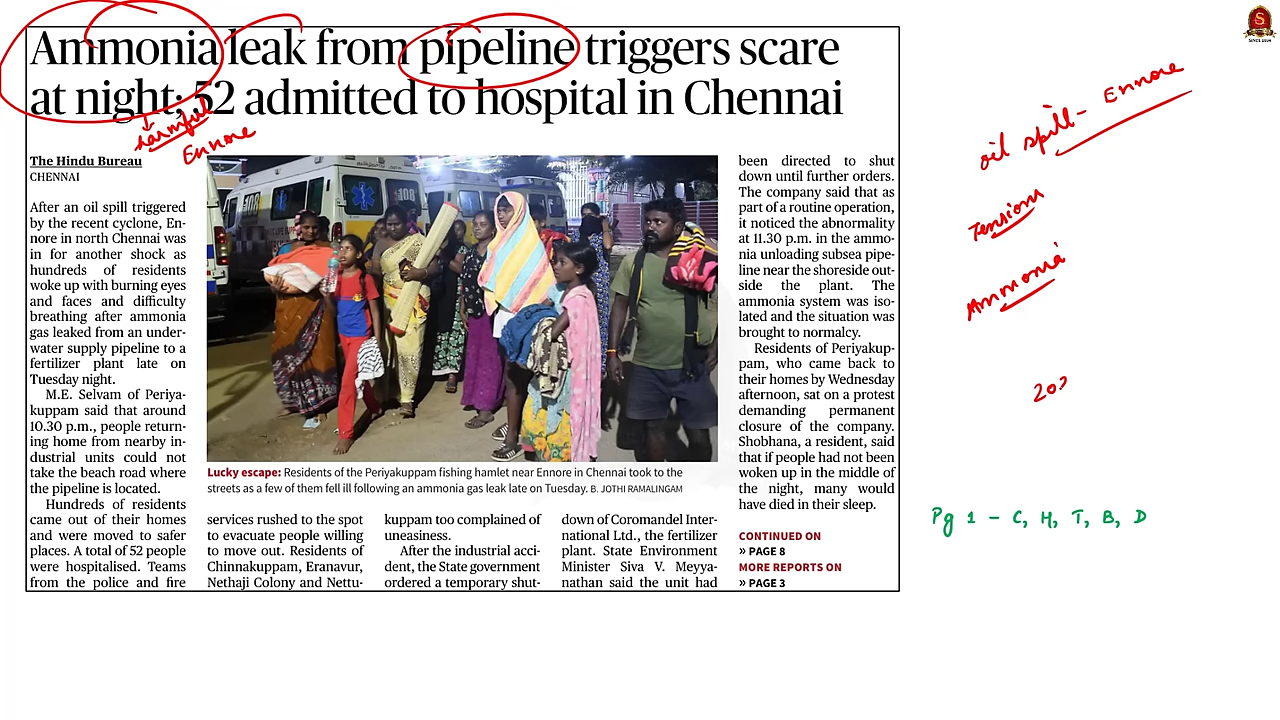 Ammonia leak from pipeline triggers scare
at night; 52 admitted to hospital in Chennai
harmful
Ennore
The Hindu Bureau
CHENNAI
After an oil spill triggered
by the recent cyclone, En-
nore in north Chennai was
in for another shock as
hundreds of residents
woke up with burning eyes
and faces and difficulty
breathing after ammonia
gas leaked from an under-
water supply pipeline to a
fertilizer plant late on
Tuesday night.
M.E. Selvam of Periya-
kuppam said that around
10.30 p.m., people return-
ing home from nearby in-
dustrial units could not
take the beach road where
the pipeline is located.
Hundreds of residents
came out of their homes
and were moved to safer
places. A total of 52 people
were hospitalised. Teams
from the police and fire
108
108
Lucky escape: Residents of the Periyakuppam fishing hamlet near Ennore in Chennai took to the
streets as a few of them fell ill following an ammonia gas leak late on Tuesday. B. JOTHI RAMALINGAM
services rushed to the spot
to evacuate people willing
to move out. Residents of
Chinnakuppam, Eranavur,
Nethaji Colony and Nettu-
kuppam too complained of
uneasiness.
After the industrial acci-
dent, the State government
ordered a temporary shut-
down of Coromandel Inter-
national Ltd., the fertilizer
plant. State Environment
Minister Siva V. Meyya-
nathan said the unit had
been directed to shut
down until further orders.
The company said that as
part of a routine operation,
it noticed the abnormality
at 11.30 p.m. in the ammo-
nia unloading subsea pipe-
line near the shoreside out-
side the plant. The
ammonia system was iso-
lated and the situation was
brought to normalcy.
Residents of Periyakup-
pam, who came back to
their homes by Wednesday
afternoon, sat on a protest
demanding permanent
closure of the company.
Shobhana, a resident, said
that if people had not been
woken up in the middle of
the night, many would
have died in their sleep.
CONTINUED ON
» PAGE 8
MORE REPORTS ON
» PAGE 3
oil spill - Ennore
Tensions
Ammonia
Pg 1 - C, H, T, B, D
S
SINCE 2004